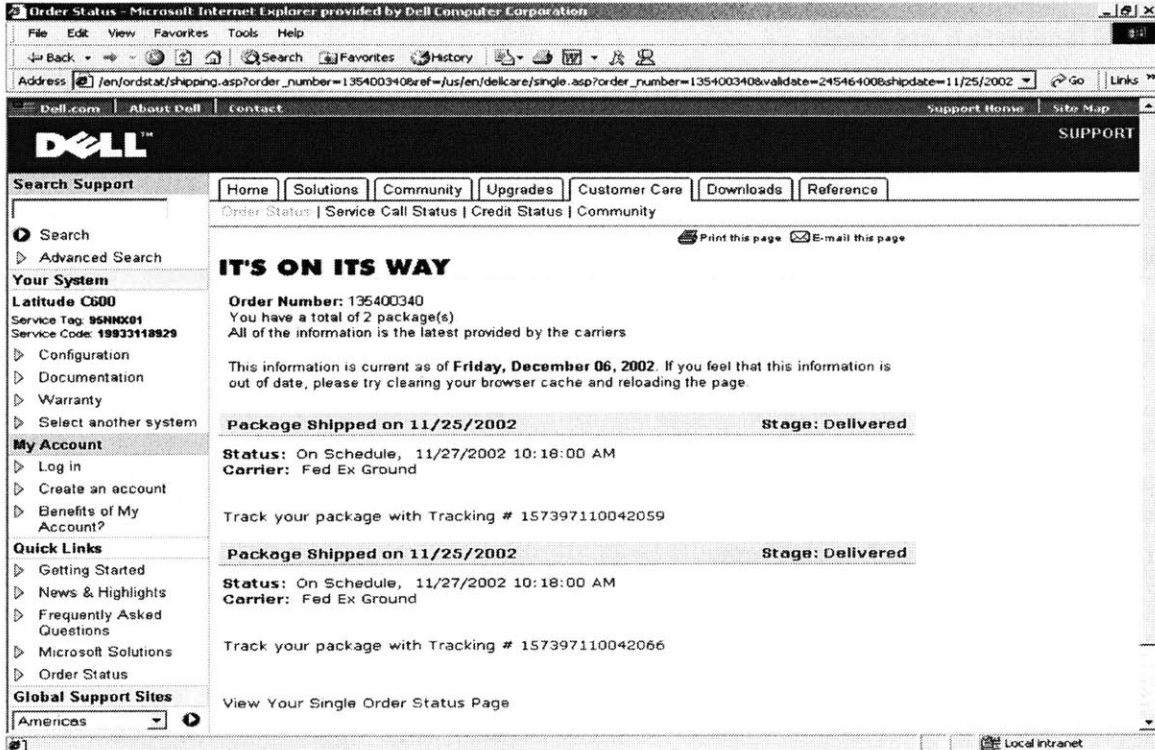 Order Status - Microsoft Internet Explorer provided by Dell Computer Corporation
File Edit View Favorites Tools Help
Back Search Favorites History
Address /en/ordstat/shipping.asp?order_number=135400340&ref=/us/en/dellcare/single.asp?order_number=135400340&validate=24546400&shipdate=11/25/2002 Go Links »
Dell.com | About Dell | Contact Support Home | Site Map
DELL™ SUPPORT
Search Support
Home Solutions Community Upgrades Customer Care Downloads Reference
Order Status | Service Call Status | Credit Status | Community
Search
Advanced Search
Print this page E-mail this page
IT'S ON ITS WAY
Your System
Latitude C600
Service Tag: 95NNX01
Service Code: 19933118929
Configuration
Documentation
Warranty
Select another system
Order Number: 135400340
You have a total of 2 package(s)
All of the information is the latest provided by the carriers
This information is current as of Friday, December 06, 2002. If you feel that this information is
out of date, please try clearing your browser cache and reloading the page.
My Account
Log in
Create an account
Benefits of My
Account?
Package Shipped on 11/25/2002 Stage: Delivered
Status: On Schedule, 11/27/2002 10:18:00 AM
Carrier: Fed Ex Ground
Track your package with Tracking # 157397110042059
Quick Links
Getting Started
News & Highlights
Frequently Asked
Questions
Microsoft Solutions
Order Status
Package Shipped on 11/25/2002 Stage: Delivered
Status: On Schedule, 11/27/2002 10:18:00 AM
Carrier: Fed Ex Ground
Track your package with Tracking # 157397110042066
Global Support Sites
Americas
View Your Single Order Status Page
Local intranet